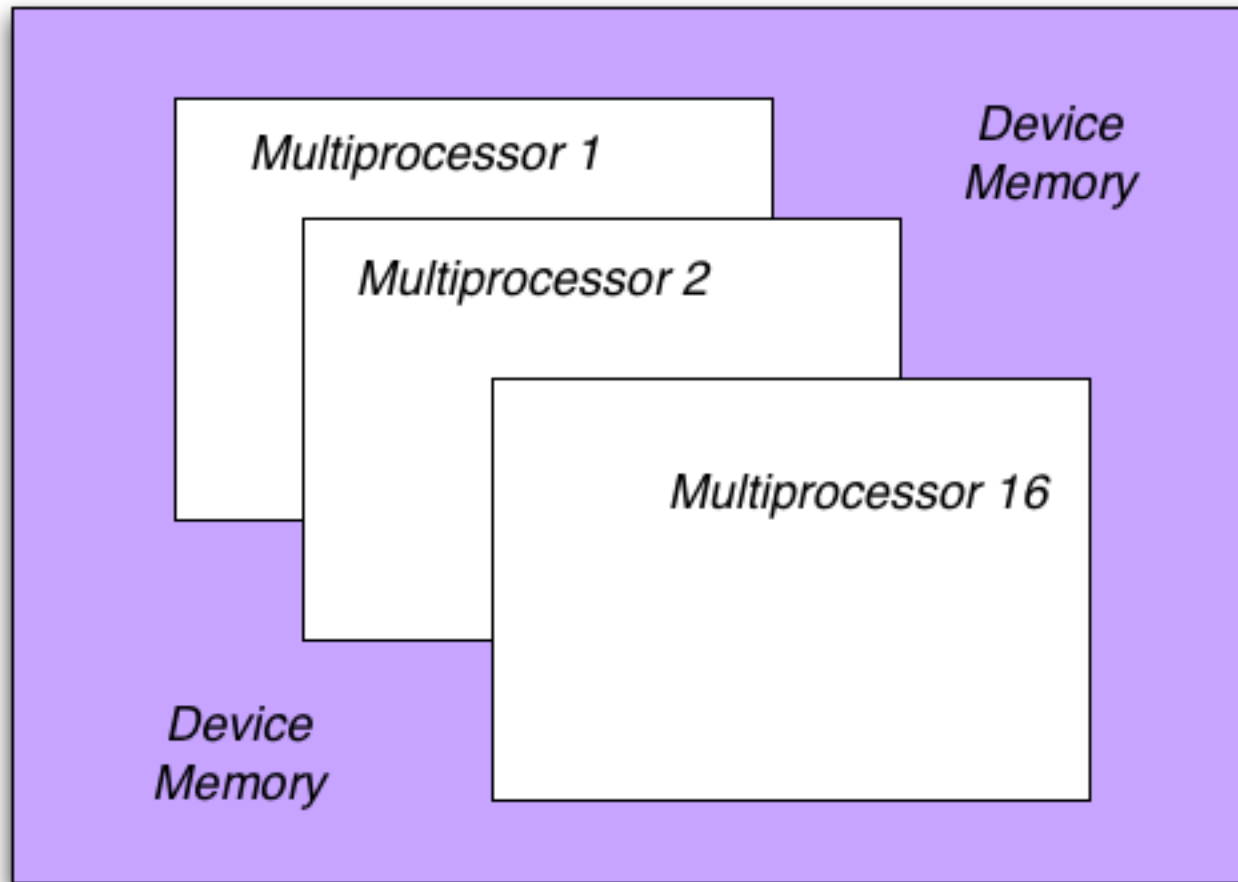 Multiprocessor 1
Device
Memory
Multiprocessor 2
Multiprocessor 16
Device
Memory